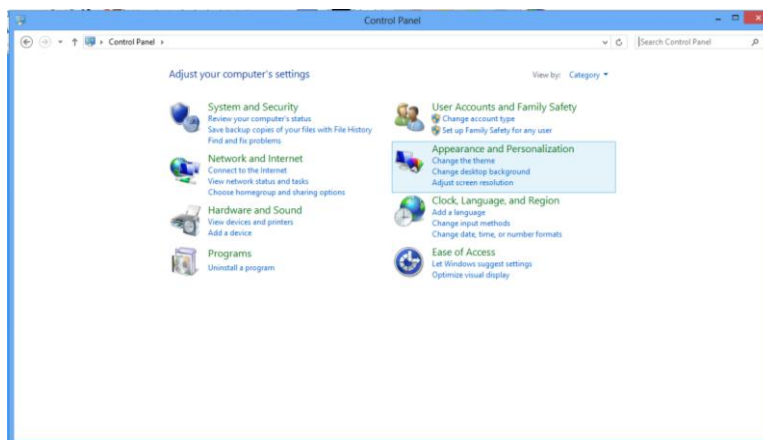 Control Panel
Control Panel
Search Control Panel
Adjust your computer's settings
View by: Category
System and Security
Review your computer's status
Save backup copies of your files with File History
Find and fix problems
Network and Internet
Connect to the Internet
View network status and tasks
Choose homegroup and sharing options
Hardware and Sound
View devices and printers
Add a device
Programs
Uninstall a program
User Accounts and Family Safety
Change account type
Set up Family Safety for any user
Appearance and Personalization
Change the theme
Change desktop background
Adjust screen resolution
Clock, Language, and Region
Add a language
Change input methods
Change date, time, or number formats
Ease of Access
Let Windows suggest settings
Optimize visual display